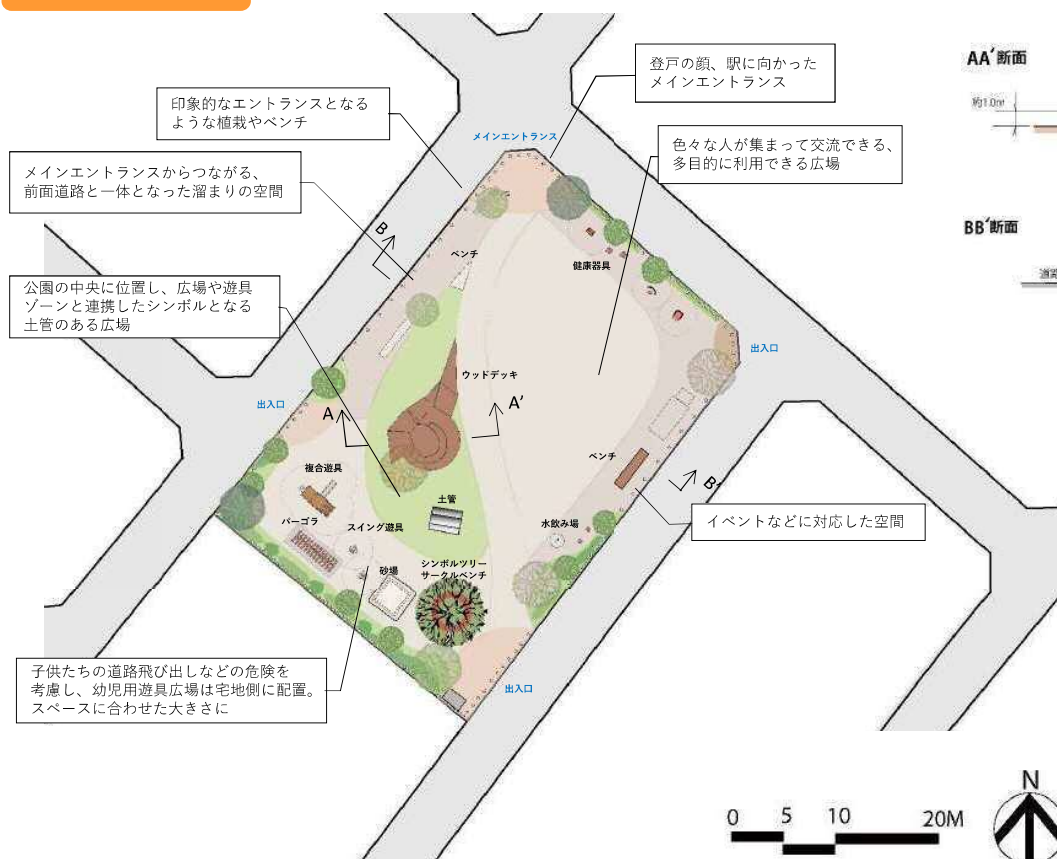 登戸の顔、駅に向かった
メインエントランス
AA'断面
約1.0m
印象的なエントランスとなる
ような植栽やベンチ
メインエントランス
色々な人が集まって交流できる、
多目的に利用できる広場
メインエントランスからつながる、
前面道路と一体となった溜まりの空間
B
BB'断面
ベンチ
健康器具
公園の中央に位置し、広場や遊具
ゾーンと連携したシンボルとなる
土管のある広場
出入口
ウッドデッキ
出入口
A
A'
ベンチ
複合遊具
B'
土管
パーゴラ
スイング遊具
水飲み場
イベントなどに対応した空間
砂場
シンボルツリー
サークルベンチ
子供たちの道路飛び出しなどの危険を
考慮し、幼児用遊具広場は宅地側に配置。
スペースに合わせた大きさに
出入口
N
0 5 10 20M